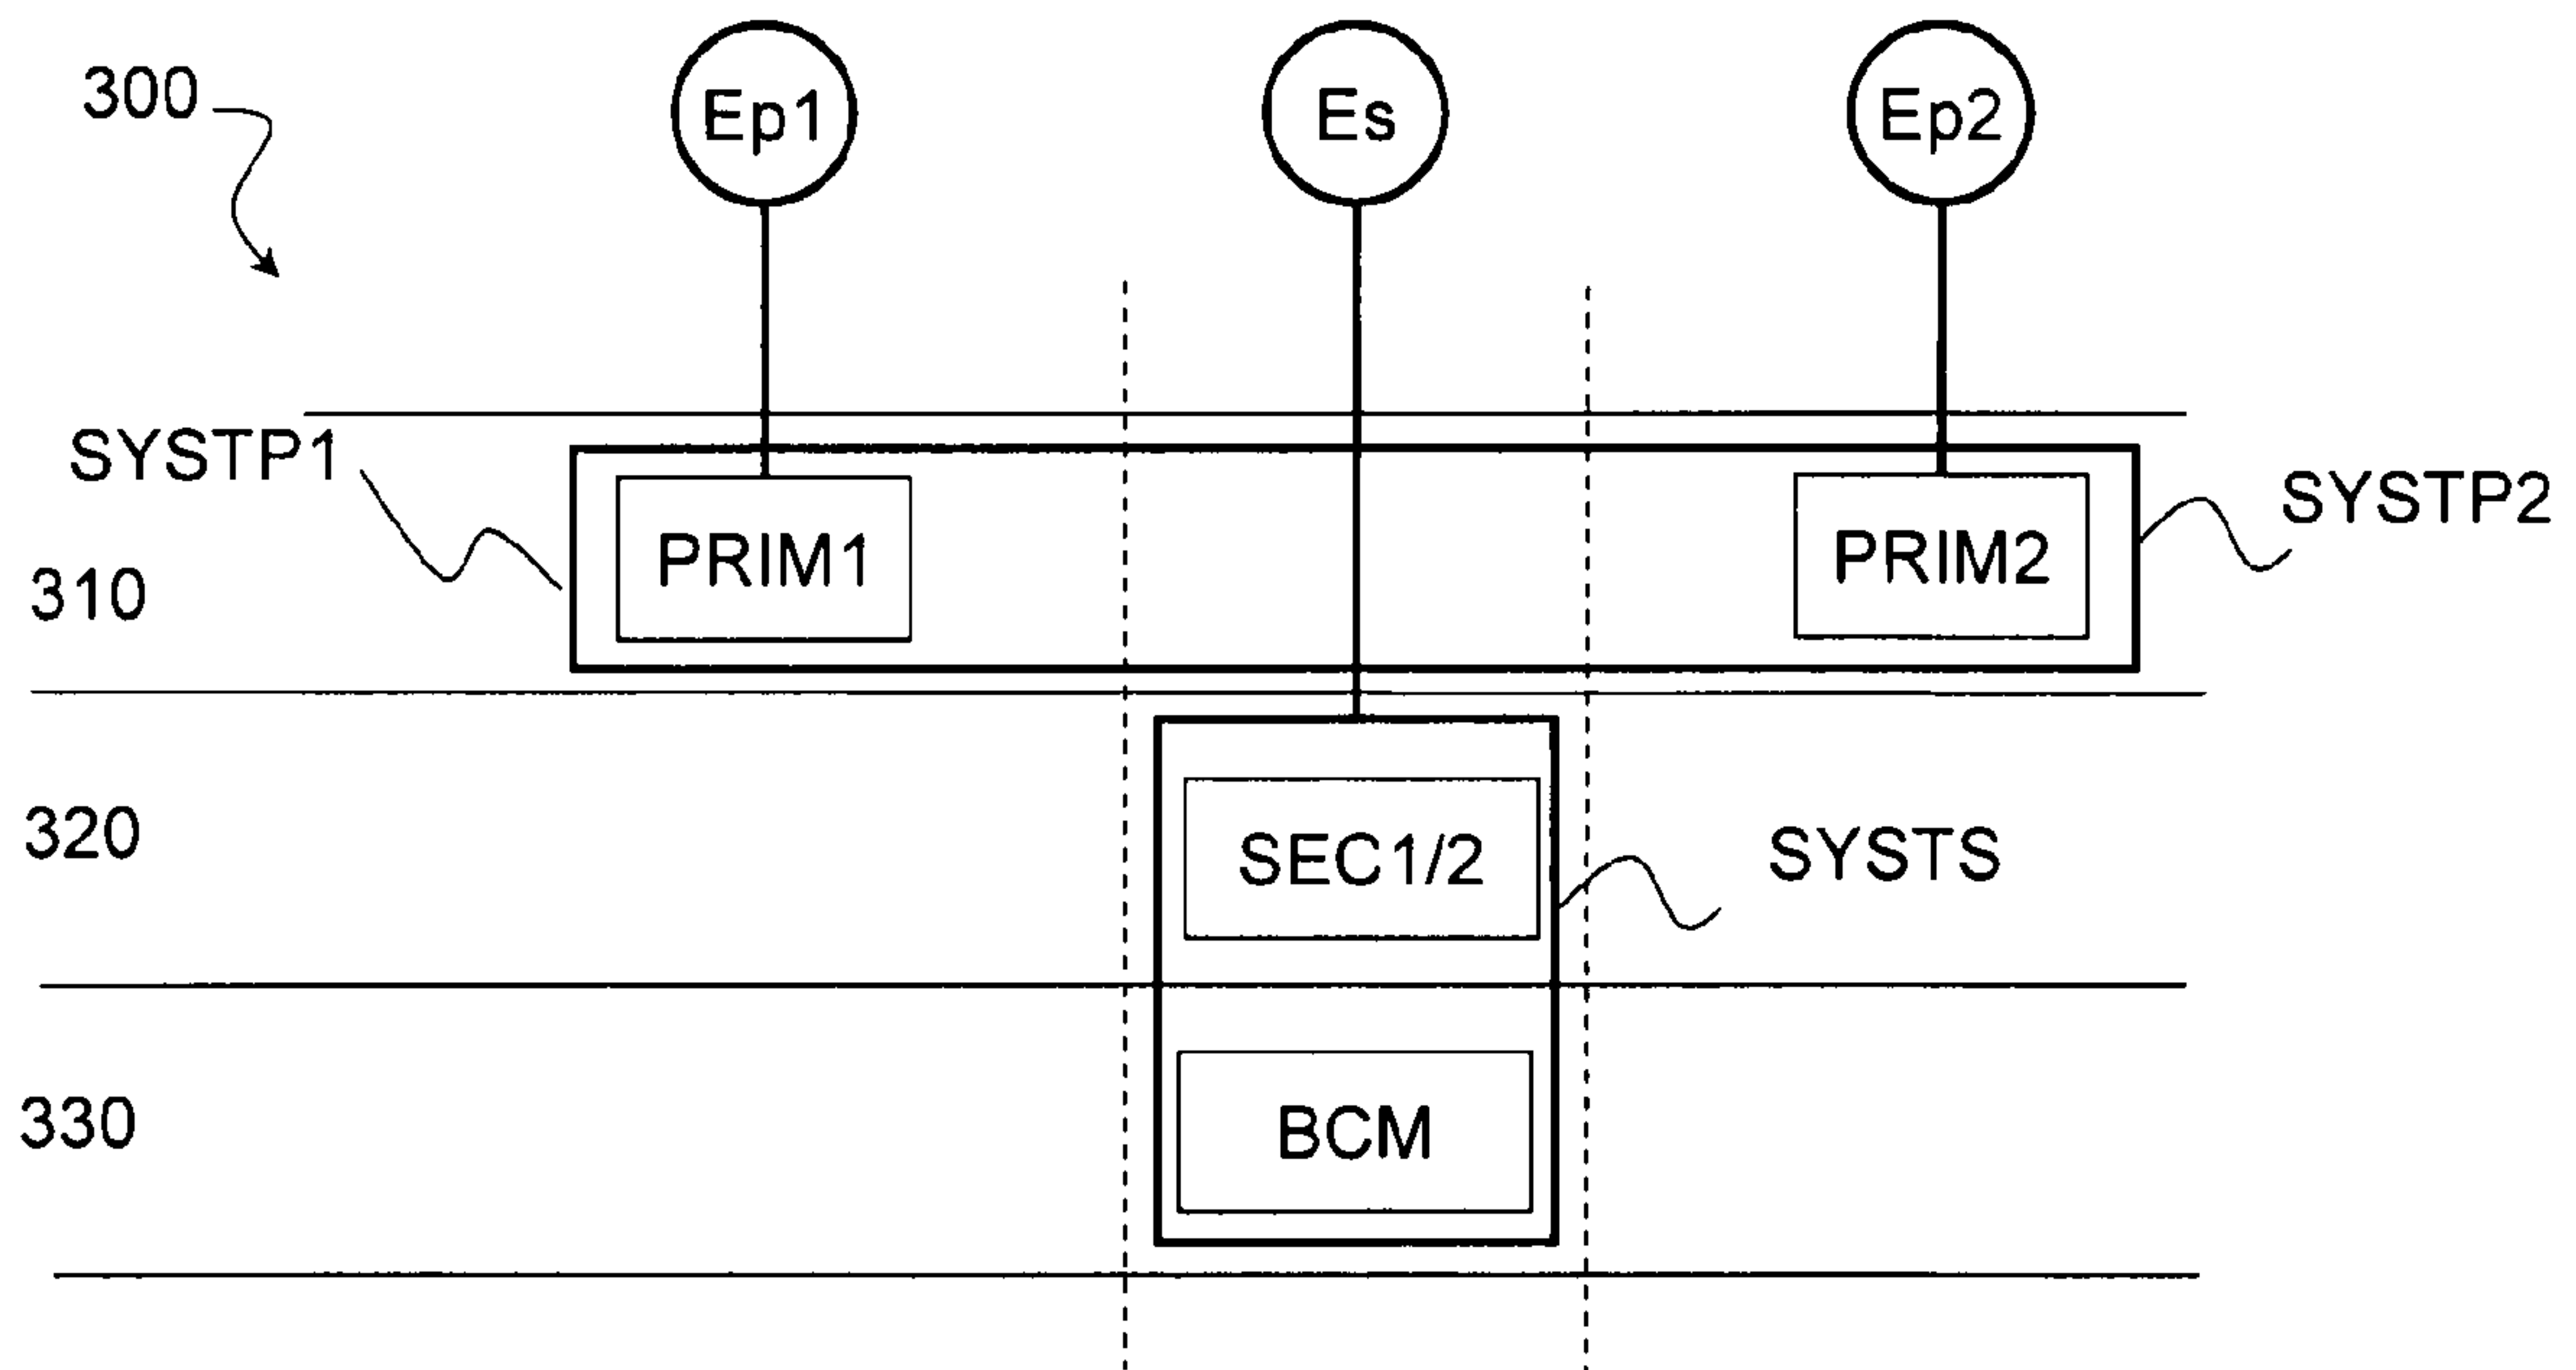 300
Ep1
Es
Ep2
SYSTP1
SYSTP2
310
PRIM1
PRIM2
320
SEC1/2
SYSTS
330
BCM